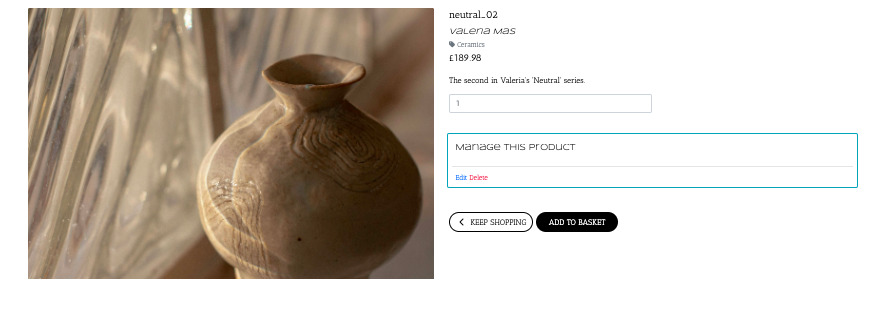 neutral_02
Valeria Mas
Ceramics
£189.98
The second in Valeria's 'Neutral' series.
1
Manage This Product
Edit Delete
KEEP SHOPPING ADD TO BASKET